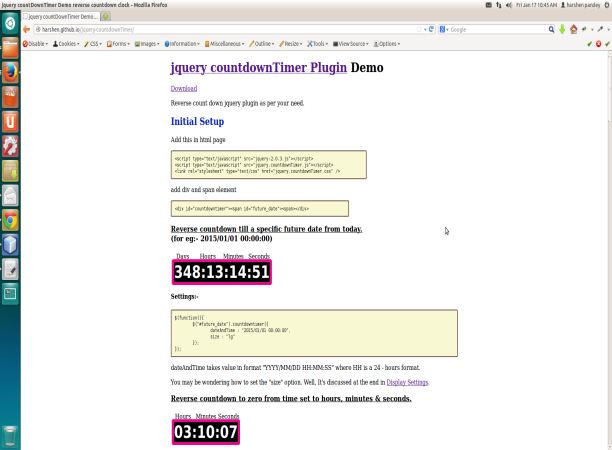 jquery countDownTimer Demo reverse countdown clock - Mozilla Firefox
Fri Jan 17 10:45 AM harshen pandey
jquery countDownTimer Demo...
harshen.github.io/jquery-countdownTimer/
Google
Disable Cookies CSS Forms Images Information Miscellaneous Outline Resize Tools View Source Options
jquery countdownTimer Plugin Demo
Download
Reverse count down jquery plugin as per your need.
Initial Setup
Add this in html page
<script type="text/javascript" src="jquery-2.0.3.js"></script>
<script type="text/javascript" src="jquery.countdownTimer.js"></script>
<link rel="stylesheet" type="text/css" href="jquery.countdownTimer.css" />
add div and span element
<div id="countdowntimer"><span id="future_date"><span></div>
Reverse countdown till a specific future date from today.
(for eg:- 2015/01/01 00:00:00)
Days Hours Minutes Seconds
348:13:14:51
Settings:-
$(function(){
$("#future_date").countdowntimer({
dateAndTime : "2015/01/01 00:00:00",
size : "lg"
});
});
dateAndTime takes value in format "YYYY/MM/DD HH:MM:SS" where HH is a 24 - hours format.
You may be wondering how to set the "size" option. Well, It's discussed at the end in Display Settings.
Reverse countdown to zero from time set to hours, minutes & seconds.
Hours Minutes Seconds
03:10:07